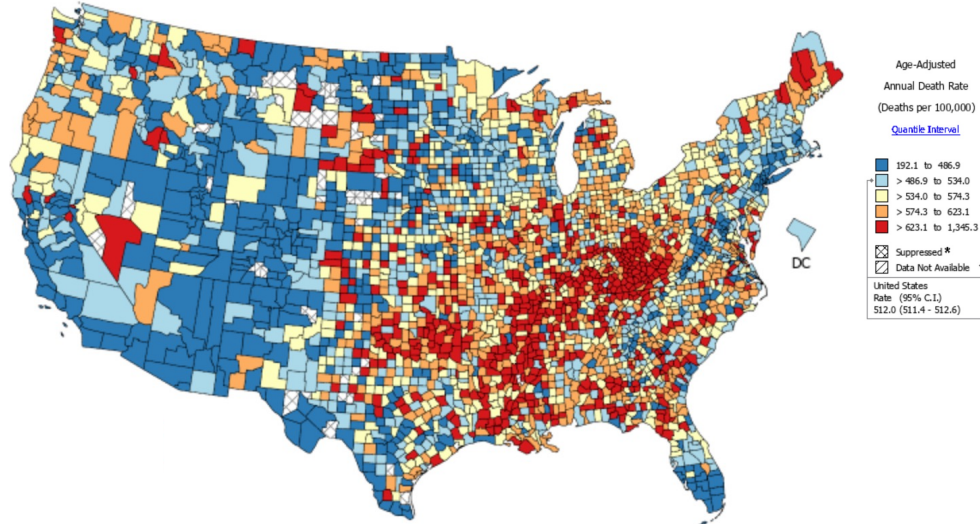 Age-Adjusted
Annual Death Rate
(Deaths per 100,000)
Quantile Interval
192.1 to 486.9
> 486.9 to 534.0
> 534.0 to 574.3
> 574.3 to 623.1
> 623.1 to 1,345.3
Suppressed *
Data Not Available
United States
Rate (95% C.I.)
512.0 (511.4 - 512.6)
DC